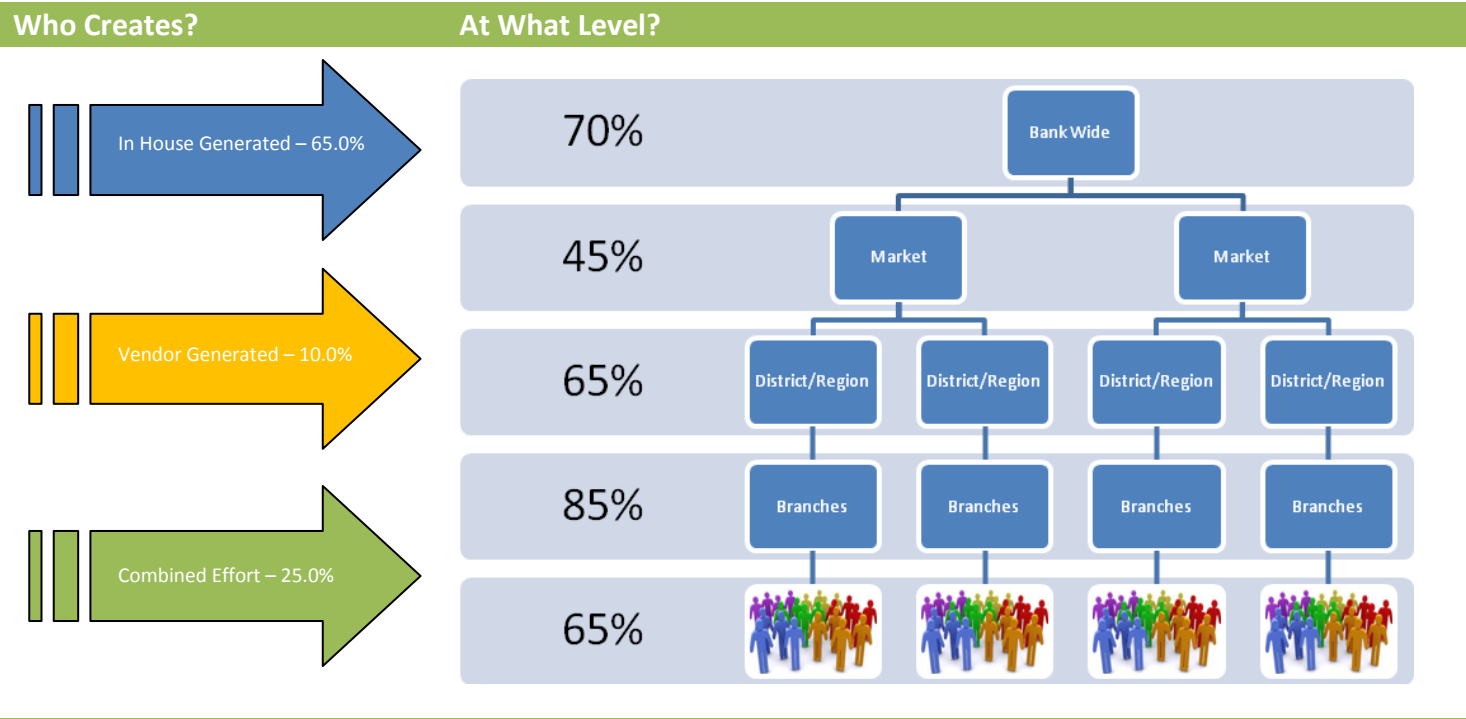 Who Creates?
At What Level?
In House Generated – 65.0%
Vendor Generated – 10.0%
Combined Effort – 25.0%
70%
Bank Wide
45%
Market
Market
65%
District/Region
District/Region
District/Region
District/Region
85%
Branches
Branches
Branches
Branches
65%